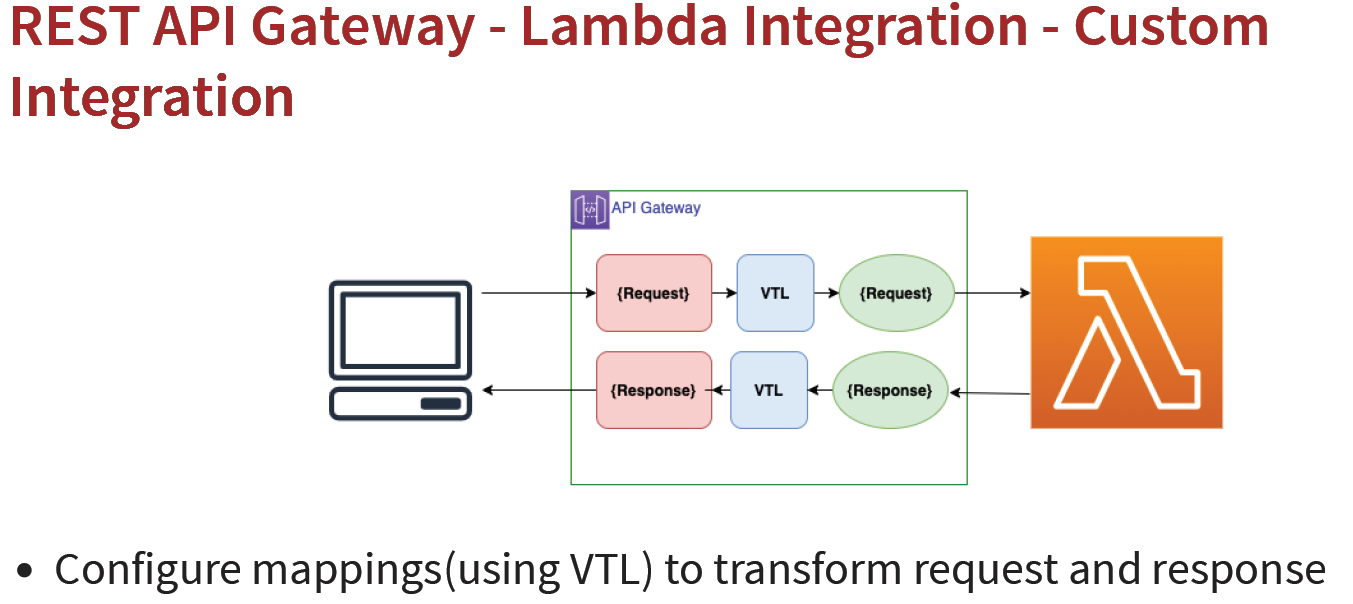 REST API Gateway - Lambda Integration - Custom
Integration
API Gateway
{Request} VTL {Request}
{Response} VTL {Response}
• Configure mappings(using VTL) to transform request and response